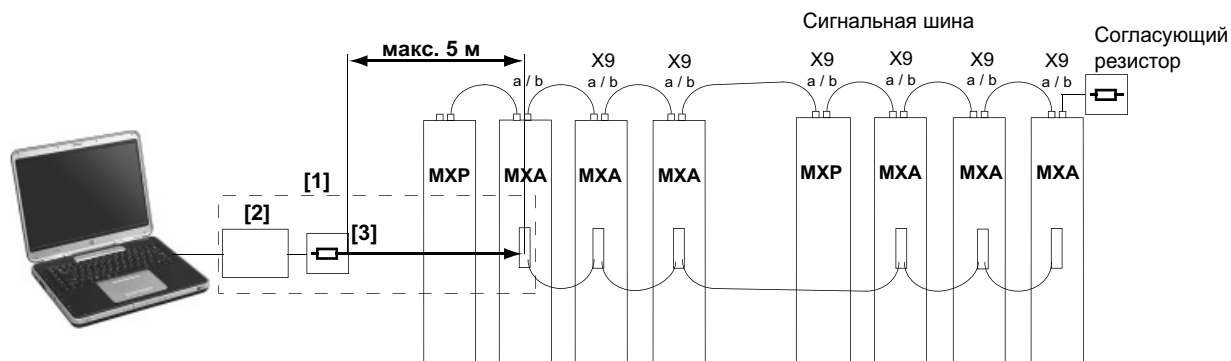 Сигнальная шина
Согласующий
резистор
макс. 5 м
X9
X9
X9
X9
X9
X9
a / b
a / b
a / b
a / b
a / b
a / b
a / b
MXP
MXA
MXA
MXA
MXP
MXA
MXA
MXA
[1]
[2]
[3]